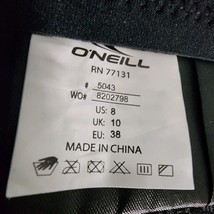 O'NEILL
RN 77131
# 5043
WO# 8202798
US: 8
UK: 10
EU: 38
MADE IN CHINA